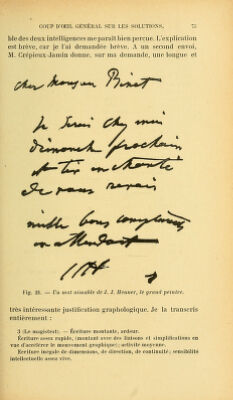 COUP D'ŒIL GÉNÉRAL SUR LES SOLUTIONS, 75
ble des deux intelligences me paraît bien perçue. L'explication
est brève, car je l'ai demandée brève. A un second envoi,
M. Crépieux-Jamin donne, sur ma demande, une longue et
cher Monsieur Binet
Je serai chez moi
dimanche prochain
et très enchanté
de vous revoir
mille bons compliments
en attendant
JJH
Fig. 18. — Un mot aimable de J. J. Henner, le grand peintre.
très intéressante justification graphologique. Je la transcris
entièrement :
3 (Le magistent). — Écriture montante, ardeur.
Écriture assez rapide, (montant avec des liaisons et simplifications en
vue d'accélérer le mouvement graphique); activité moyenne.
Écriture inégale de dimensions, de direction, de continuité; sensibilité
intellectuelle assez vive.